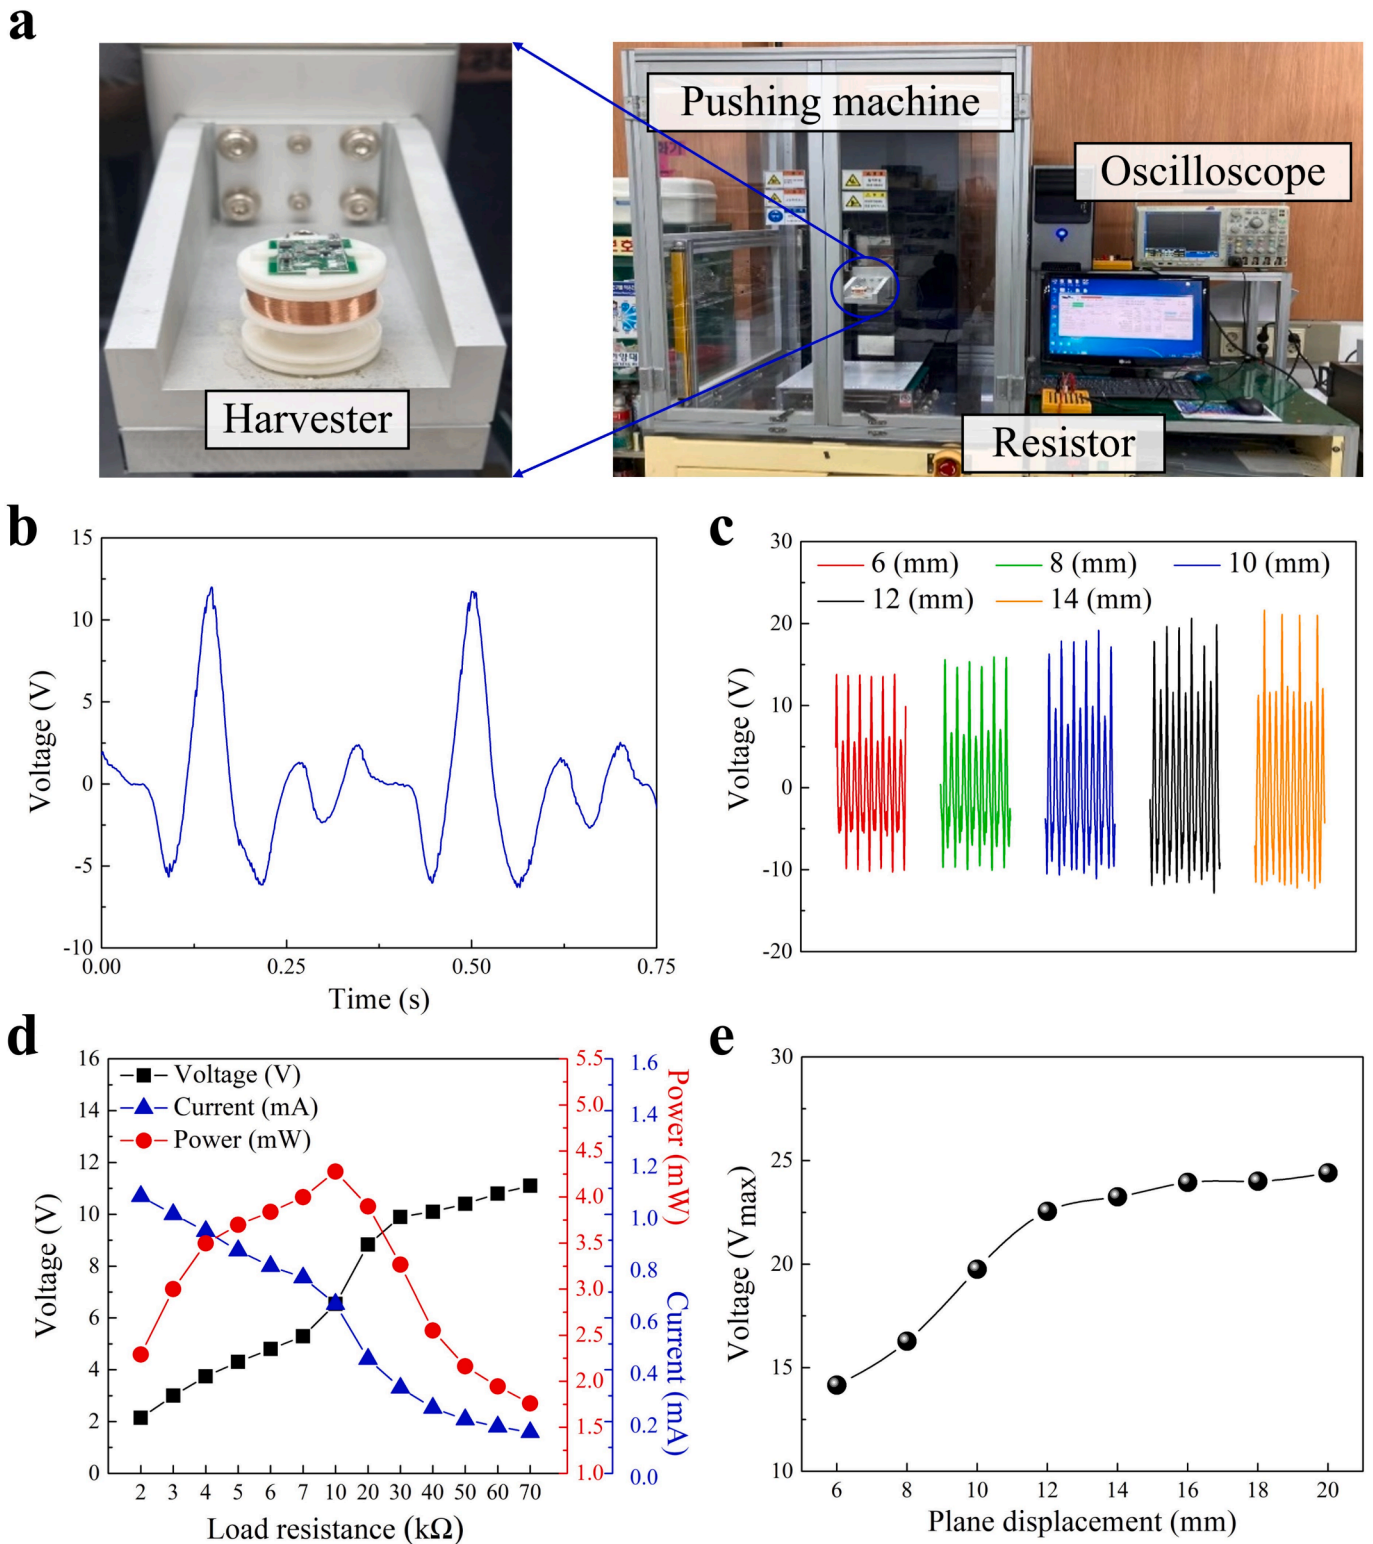 a
Pushing machine
Oscilloscope
Harvester
Resistor
b
15
10
5
0
-5
-10
Voltage (V)
0.00 0.25 0.50 0.75
Time (s)
c
30
20
10
0
-10
-20
Voltage (V)
6 (mm) 8 (mm) 10 (mm)
12 (mm) 14 (mm)
d
16
14
12
10
8
6
4
2
0
Voltage (V)
Voltage (V)
Current (mA)
Power (mW)
5.5
5.0
4.5
4.0
3.5
3.0
2.5
2.0
1.5
1.0
Power (mW)
1.6
1.4
1.2
1.0
0.8
0.6
0.4
0.2
0.0
Current (mA)
2 3 4 5 6 7 10 20 30 40 50 60 70
Load resistance (kΩ)
e
30
25
20
15
10
Voltage (Vmax)
6 8 10 12 14 16 18 20
Plane displacement (mm)